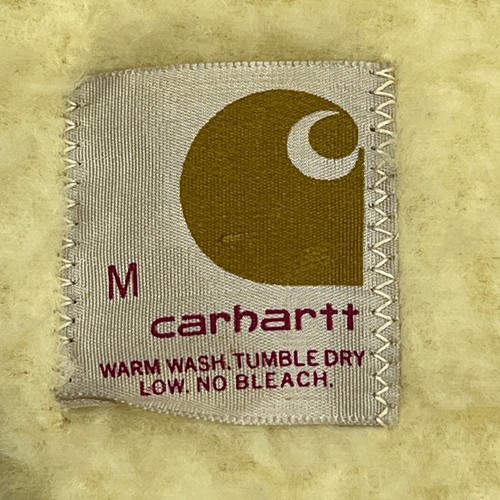 M
carhartt
WARM WASH. TUMBLE DRY
LOW. NO BLEACH.